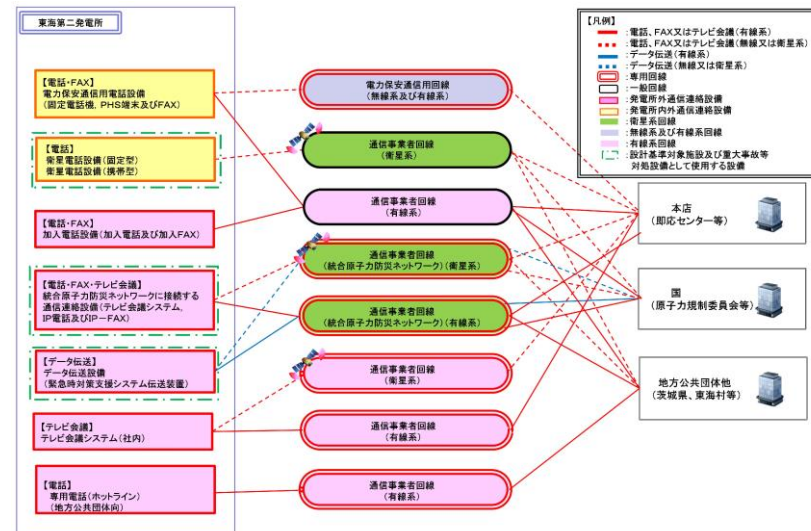 東海第二発電所
【電話・FAX】
電力保安通信用電話設備
(固定電話機, PHS端末及びFAX)
【電話】
衛星電話設備(固定型)
衛星電話設備(携帯型)
【電話・FAX】
加入電話設備(加入電話及び加入FAX)
【電話・FAX・テレビ会議】
統合原子力防災ネットワークに接続する
通信連絡設備(テレビ会議システム,
IP電話及びIP-FAX)
【データ伝送】
データ伝送設備
(緊急時対策支援システム伝送装置)
【テレビ会議】
テレビ会議システム(社内)
【電話】
専用電話(ホットライン)
(地方公共団体向)
電力保安通信用回線
(無線系及び有線系)
通信事業者回線
(衛星系)
通信事業者回線
(有線系)
通信事業者回線
(統合原子力防災ネットワーク)(衛星系)
通信事業者回線
(統合原子力防災ネットワーク)(有線系)
通信事業者回線
(衛星系)
通信事業者回線
(有線系)
通信事業者回線
(有線系)
【凡例】
:電話、FAX又はテレビ会議(有線系)
:電話、FAX又はテレビ会議(無線又は衛星系)
:データ伝送(有線系)
:データ伝送(無線又は衛星系)
:専用回線
:一般回線
:発電所外通信連絡設備
:発電所内外通信連絡設備
:衛星系回線
:無線系及び有線系回線
:有線系回線
:設計基準対象施設及び重大事故等
対処設備として使用する設備
本店
(即応センター等)
国
(原子力規制委員会等)
地方公共団体他
(茨城県、東海村等)